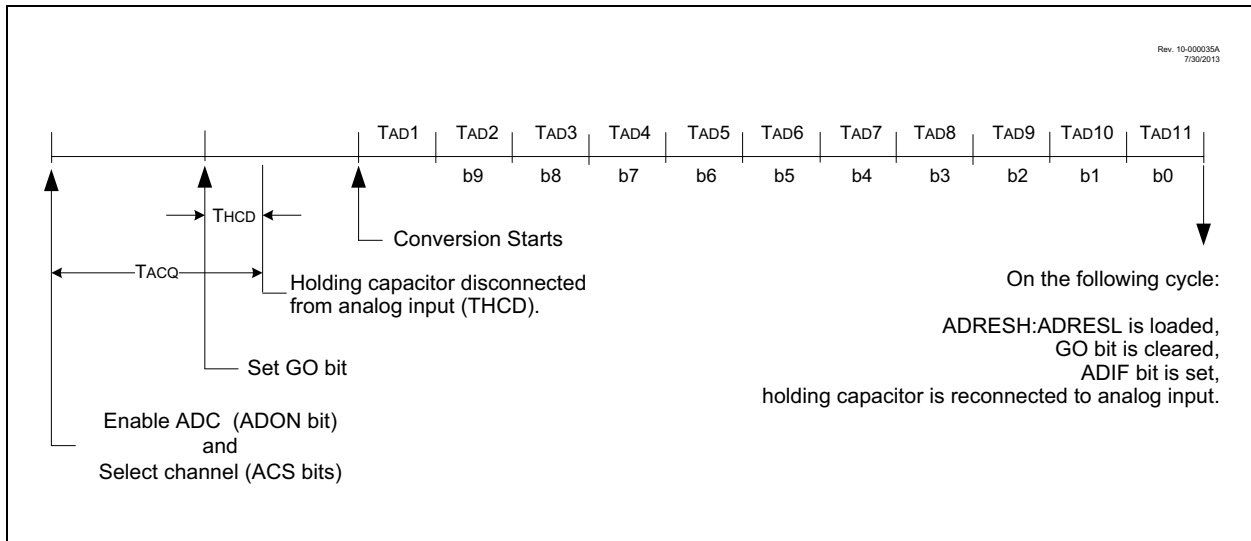 Rev. 10-000035A
7/30/2013
TAD1 TAD2 TAD3 TAD4 TAD5 TAD6 TAD7 TAD8 TAD9 TAD10 TAD11
b9 b8 b7 b6 b5 b4 b3 b2 b1 b0
THCD
Conversion Starts
TACQ
Holding capacitor disconnected
from analog input (THCD).
Set GO bit
Enable ADC (ADON bit)
and
Select channel (ACS bits)
On the following cycle:
ADRESH:ADRESL is loaded,
GO bit is cleared,
ADIF bit is set,
holding capacitor is reconnected to analog input.